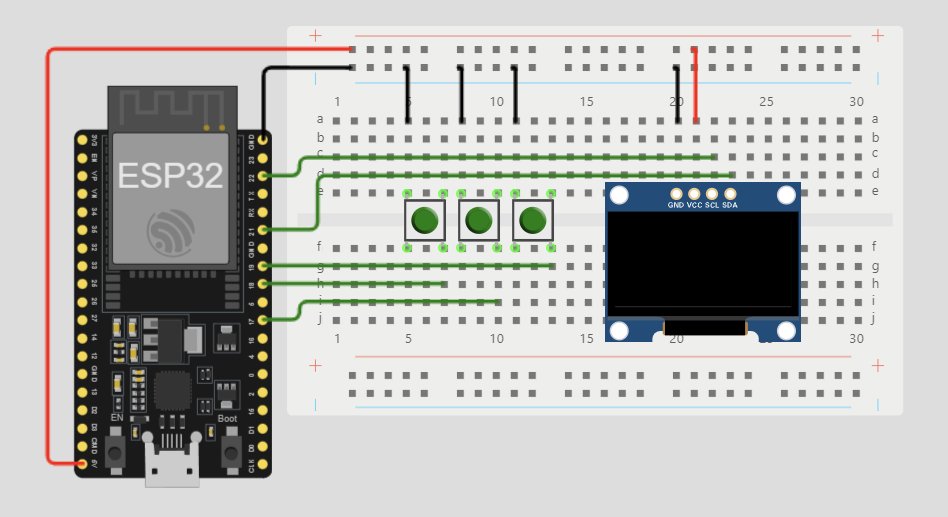 + +
1 5 10 15 20 25 30
a a
b b
c c
d d
e e
f f
g g
h h
i i
j j
1 5 10 15 20 25 30
+ +
ESP32
3V3
EN
VP
VN
34
35
32
33
25
26
27
14
12
GND
13
D2
D3
CMD
5V
GND
23
22
TX
RX
21
GND
19
18
5
17
16
4
0
2
15
D1
D0
CLK
EN
Boot
GND VCC SCL SDA